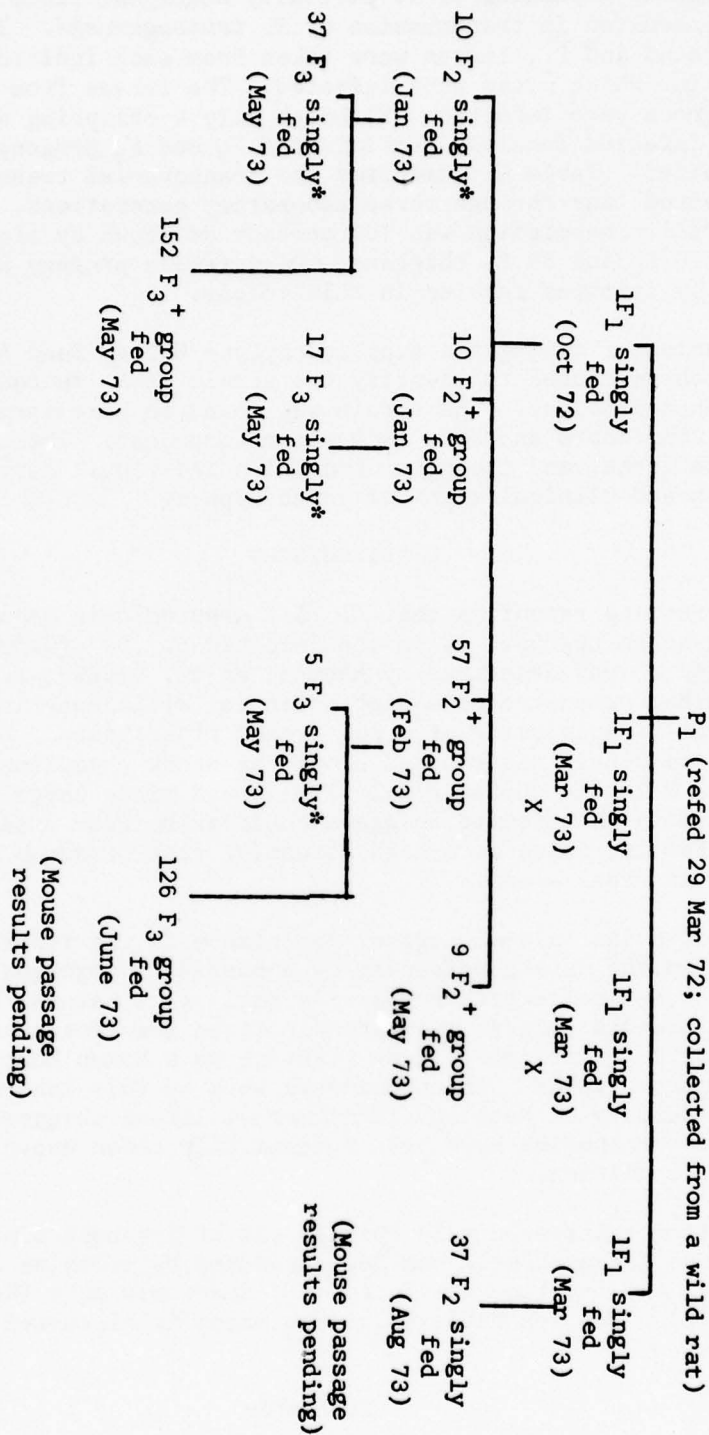 P₁ (refed 29 Mar 72; collected from a wild rat)
1F₁ singly
fed
(Oct 72)
1F₁ singly
fed
(Mar 73)
X
1F₁ singly
fed
(Mar 73)
X
1F₁ singly
fed
(Mar 73)
10 F₂ singly*
fed
(Jan 73)
10 F₂⁺ group
fed
(Jan 73)
57 F₂⁺ group
fed
(Feb 73)
9 F₂⁺ group
fed
(May 73)
37 F₂ singly
fed
(Aug 73)
(Mouse passage
results pending)
37 F₃ singly*
fed
(May 73)
152 F₃⁺ group
fed
(May 73)
17 F₃ singly*
fed
(May 73)
5 F₃ singly*
fed
(May 73)
126 F₃ group
fed
(June 73)
(Mouse passage
results pending)